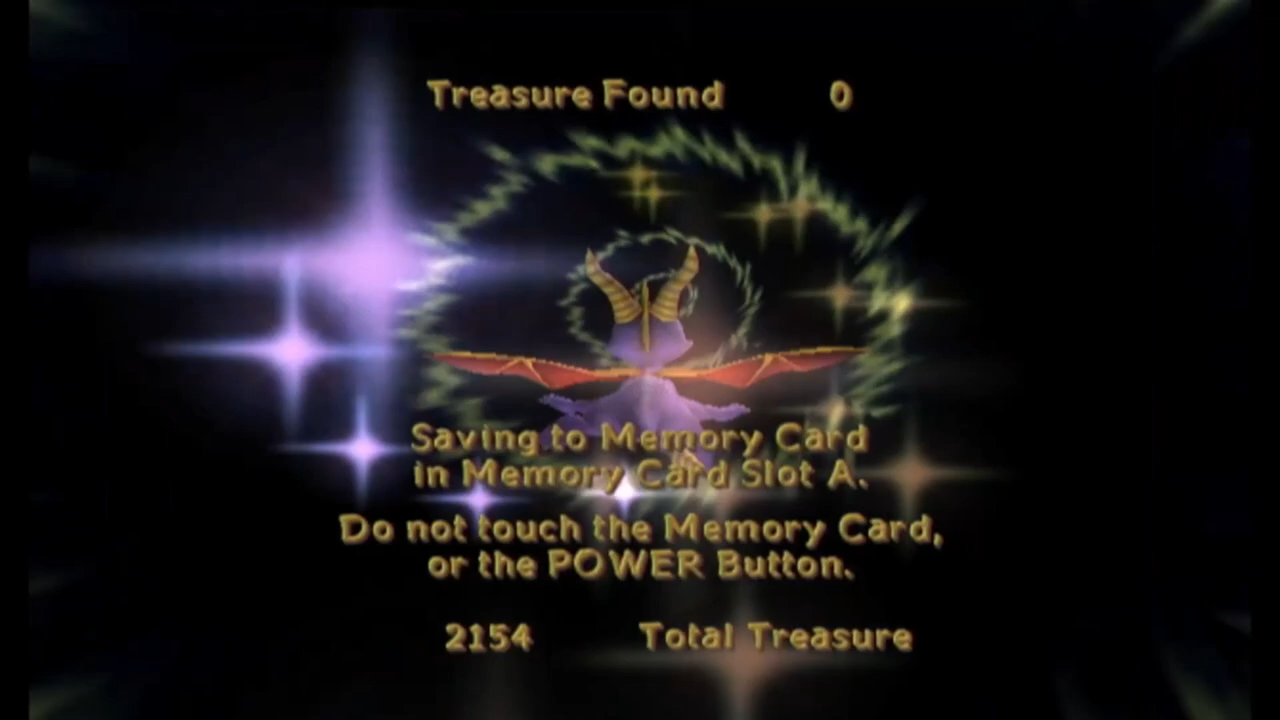 Treasure Found 0
Saving to Memory Card
in Memory Card Slot A.
Do not touch the Memory Card,
or the POWER Button.
2154 Total Treasure